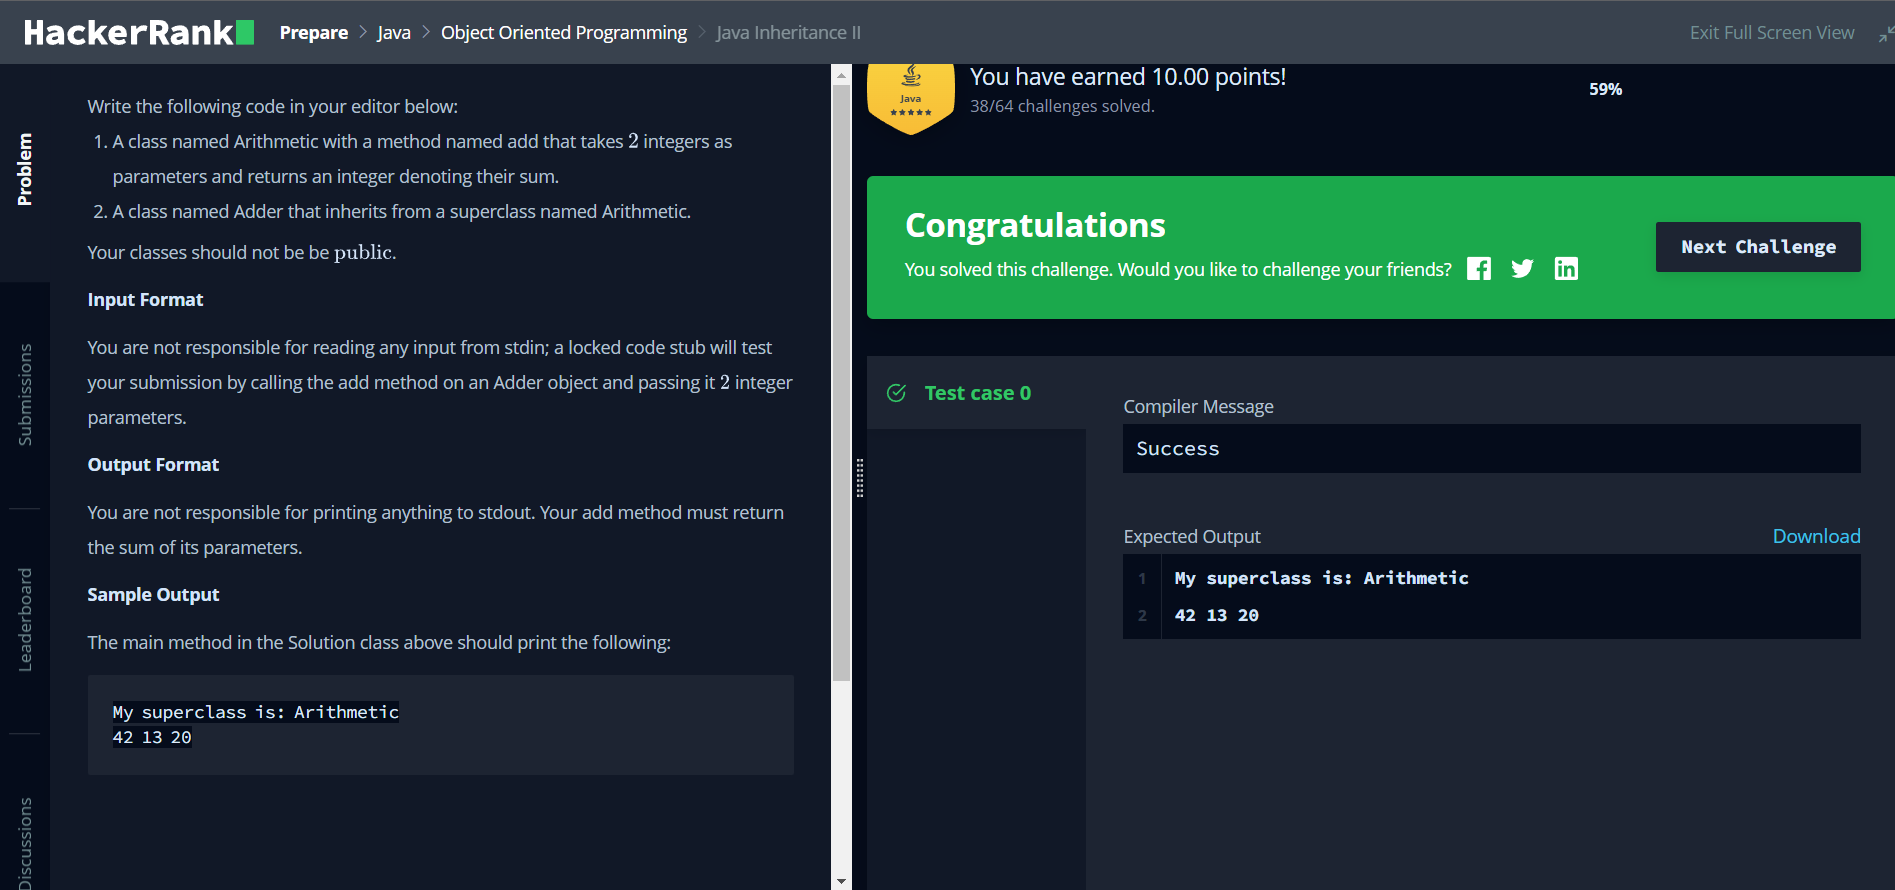 HackerRank
Prepare > Java > Object Oriented Programming > Java Inheritance II
Exit Full Screen View
Problem
Submissions
Leaderboard
Discussions
Write the following code in your editor below:
1. A class named Arithmetic with a method named add that takes 2 integers as
parameters and returns an integer denoting their sum.
2. A class named Adder that inherits from a superclass named Arithmetic.
Your classes should not be be public.
Input Format
You are not responsible for reading any input from stdin; a locked code stub will test
your submission by calling the add method on an Adder object and passing it 2 integer
parameters.
Output Format
You are not responsible for printing anything to stdout. Your add method must return
the sum of its parameters.
Sample Output
The main method in the Solution class above should print the following:
My superclass is: Arithmetic
42 13 20
Java
You have earned 10.00 points!
38/64 challenges solved.
59%
Congratulations
You solved this challenge. Would you like to challenge your friends?
Next Challenge
Test case 0
Compiler Message
Success
Expected Output
Download
1 My superclass is: Arithmetic
2 42 13 20